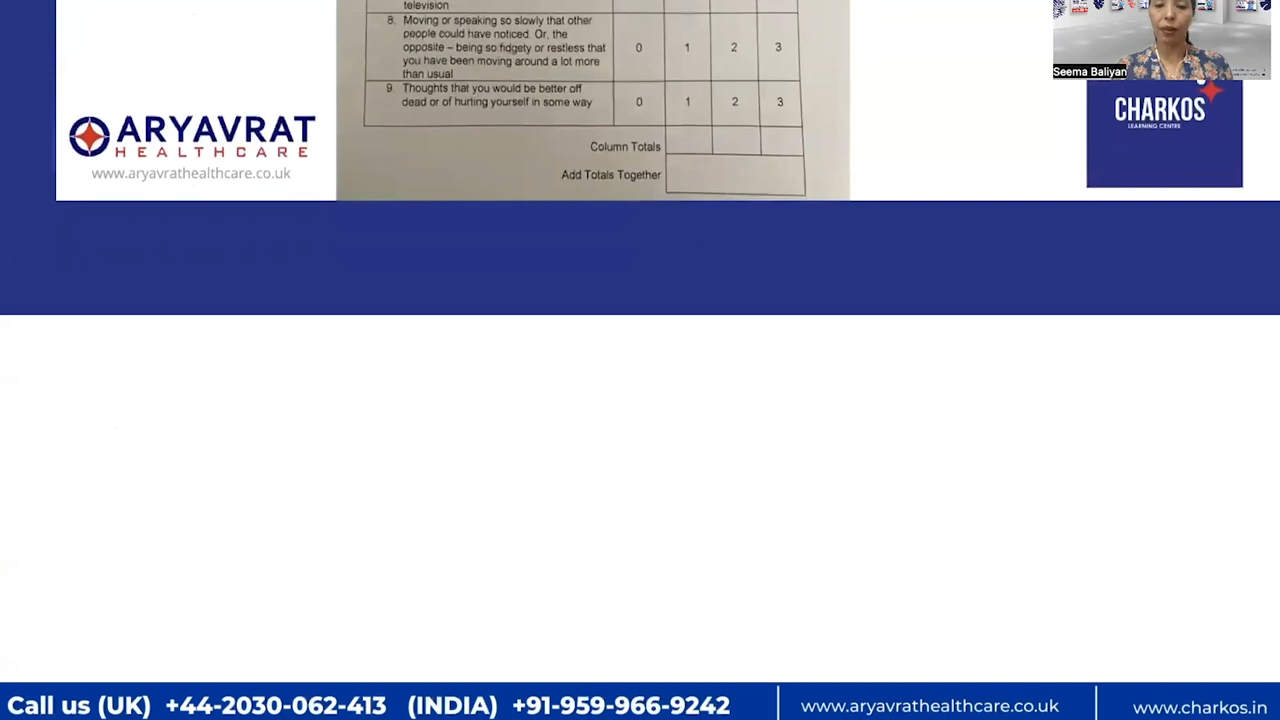 television
8. Moving or speaking so slowly that other
people could have noticed. Or, the
opposite – being so fidgety or restless that
you have been moving around a lot more
than usual
0 1 2 3
9. Thoughts that you would be better off
dead or of hurting yourself in some way
0 1 2 3
Column Totals
Add Totals Together
ARYAVRAT
HEALTHCARE
www.aryavrathealthcare.co.uk
Seema Baliyan
CHARKOS
LEARNING CENTRE
Call us (UK) +44-2030-062-413 (INDIA) +91-959-966-9242
www.aryavrathealthcare.co.uk
www.charkos.in